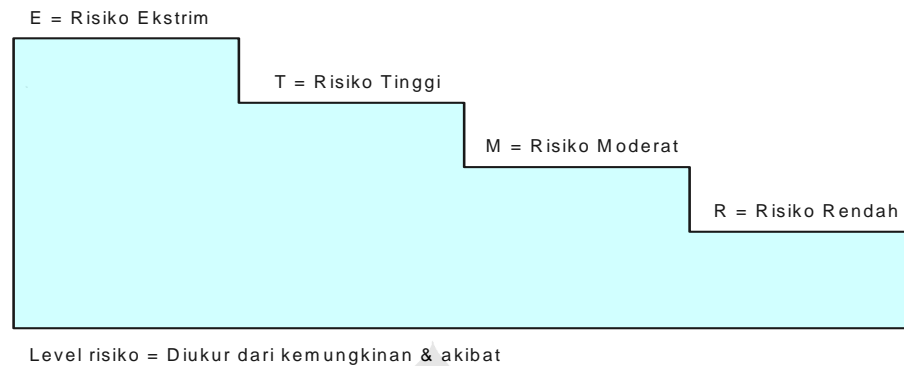 E = Risiko Ekstrim
T = Risiko Tinggi
M = Risiko Moderat
R = Risiko Rendah
Level risiko = Diukur dari kemungkinan & akibat